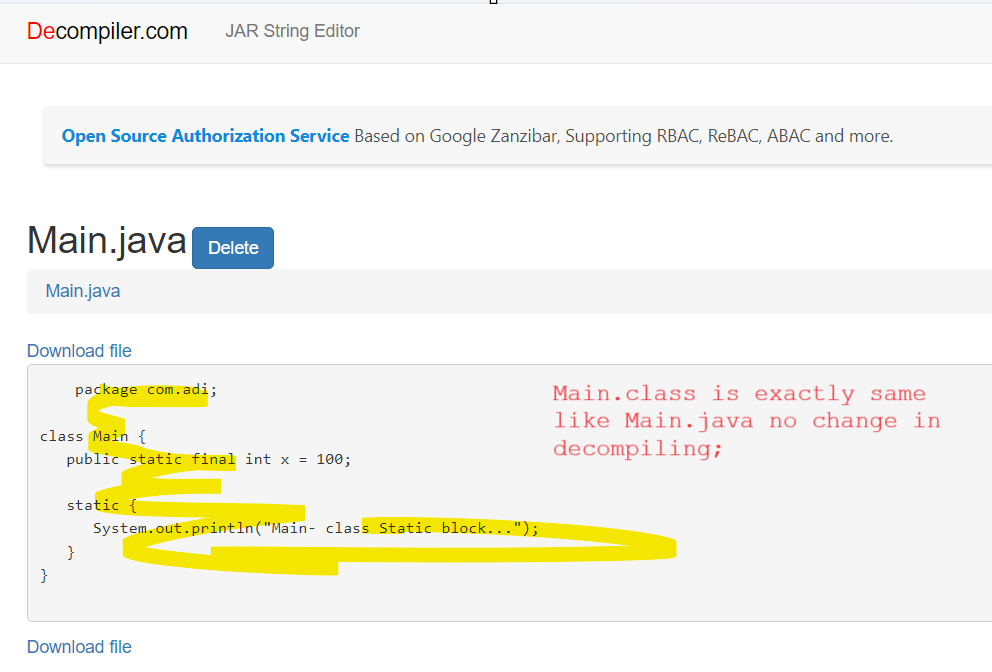 Decompiler.com JAR String Editor
Open Source Authorization Service Based on Google Zanzibar, Supporting RBAC, ReBAC, ABAC and more.
Main.java Delete
Main.java
Download file
package com.adi;
class Main {
public static final int x = 100;
static {
System.out.println("Main- class Static block...");
}
}
Main.class is exactly same
like Main.java no change in
decompiling;
Download file